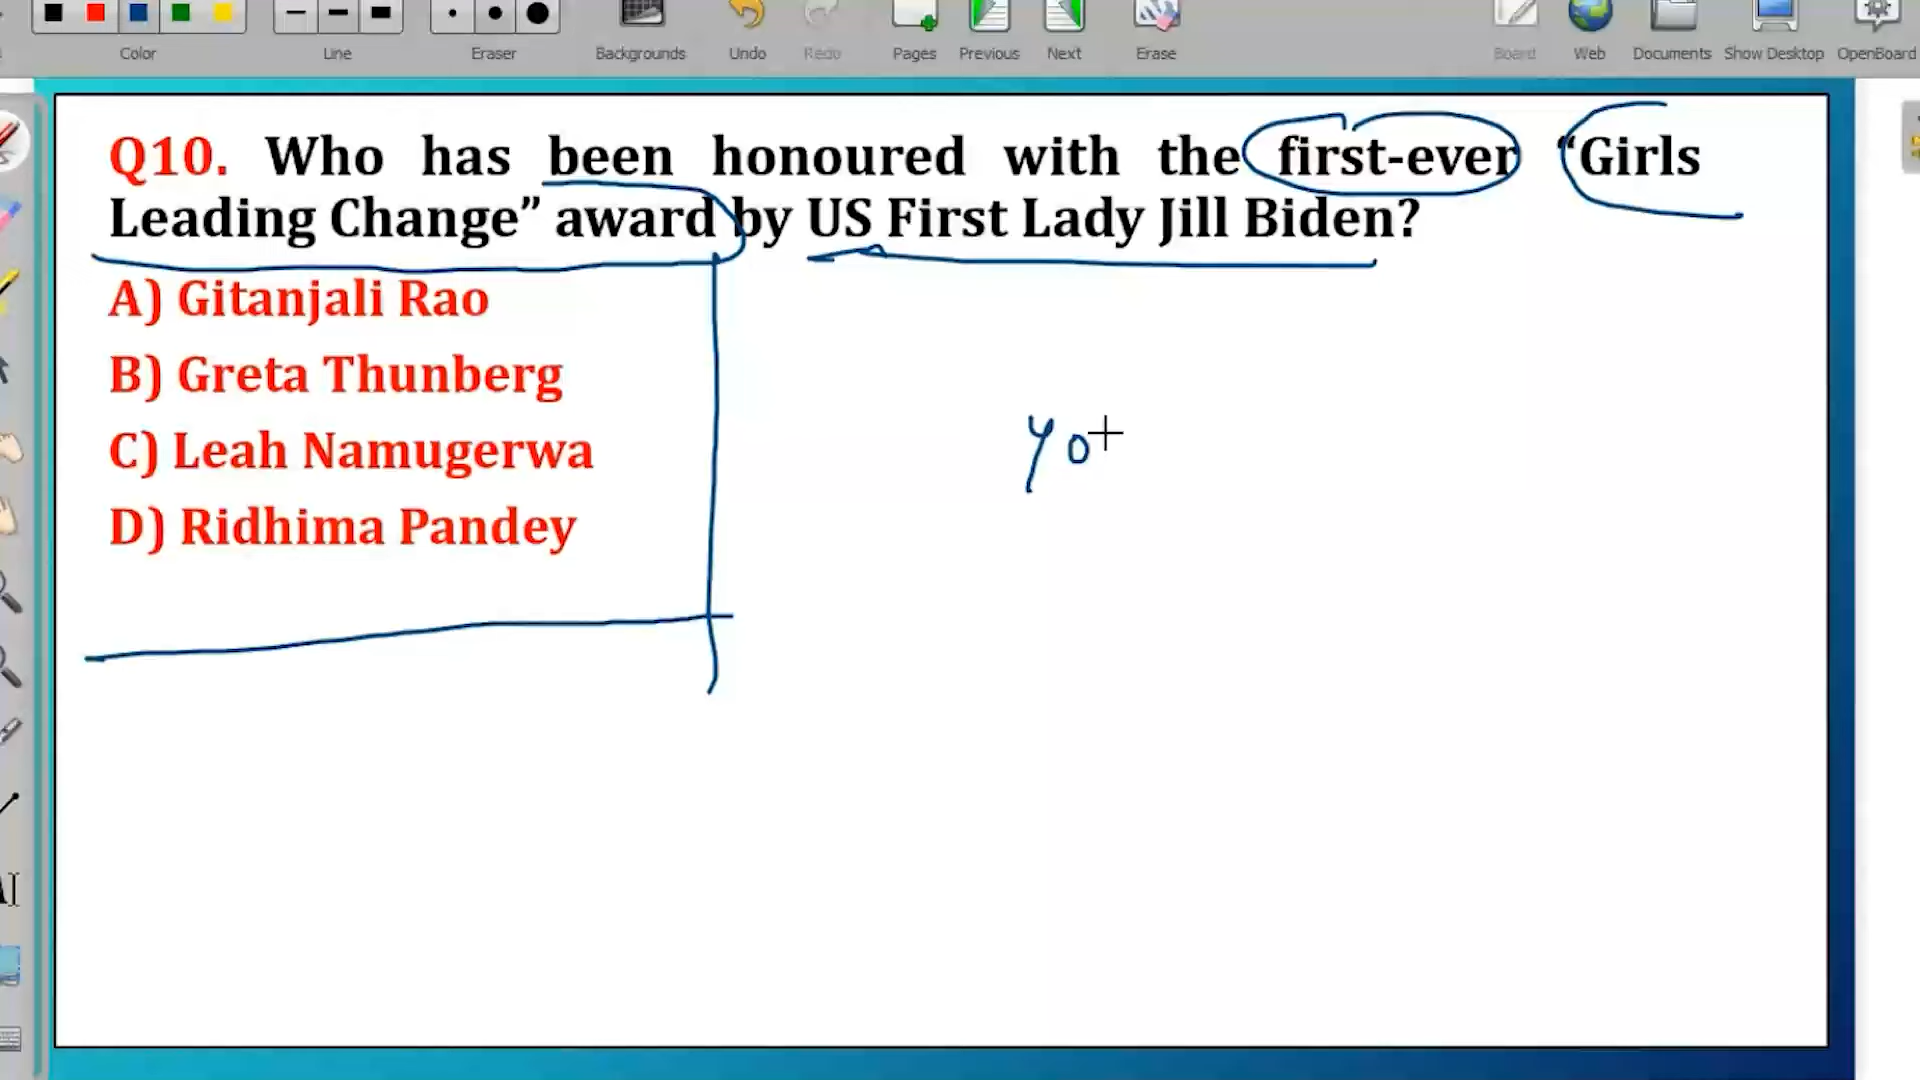 Color Line Eraser Backgrounds Undo Redo Pages Previous Next Erase Board Web Documents Show Desktop OpenBoard
Q10. Who has been honoured with the first-ever “Girls
Leading Change” award by US First Lady Jill Biden?
A) Gitanjali Rao
B) Greta Thunberg
C) Leah Namugerwa
D) Ridhima Pandey
yo